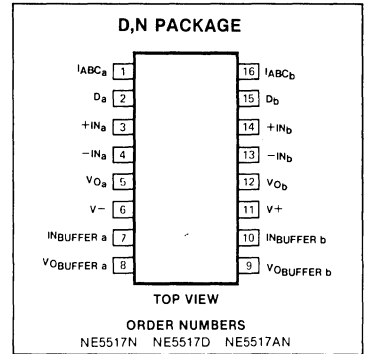 D,N PACKAGE
IABCa 1 16 IABCb
Da 2 15 Db
+INa 3 14 +INb
−INa 4 13 −INb
VOa 5 12 VOb
V− 6 11 V+
INBUFFER a 7 10 INBUFFER b
VOBUFFER a 8 9 VOBUFFER b
TOP VIEW
ORDER NUMBERS
NE5517N NE5517D NE5517AN